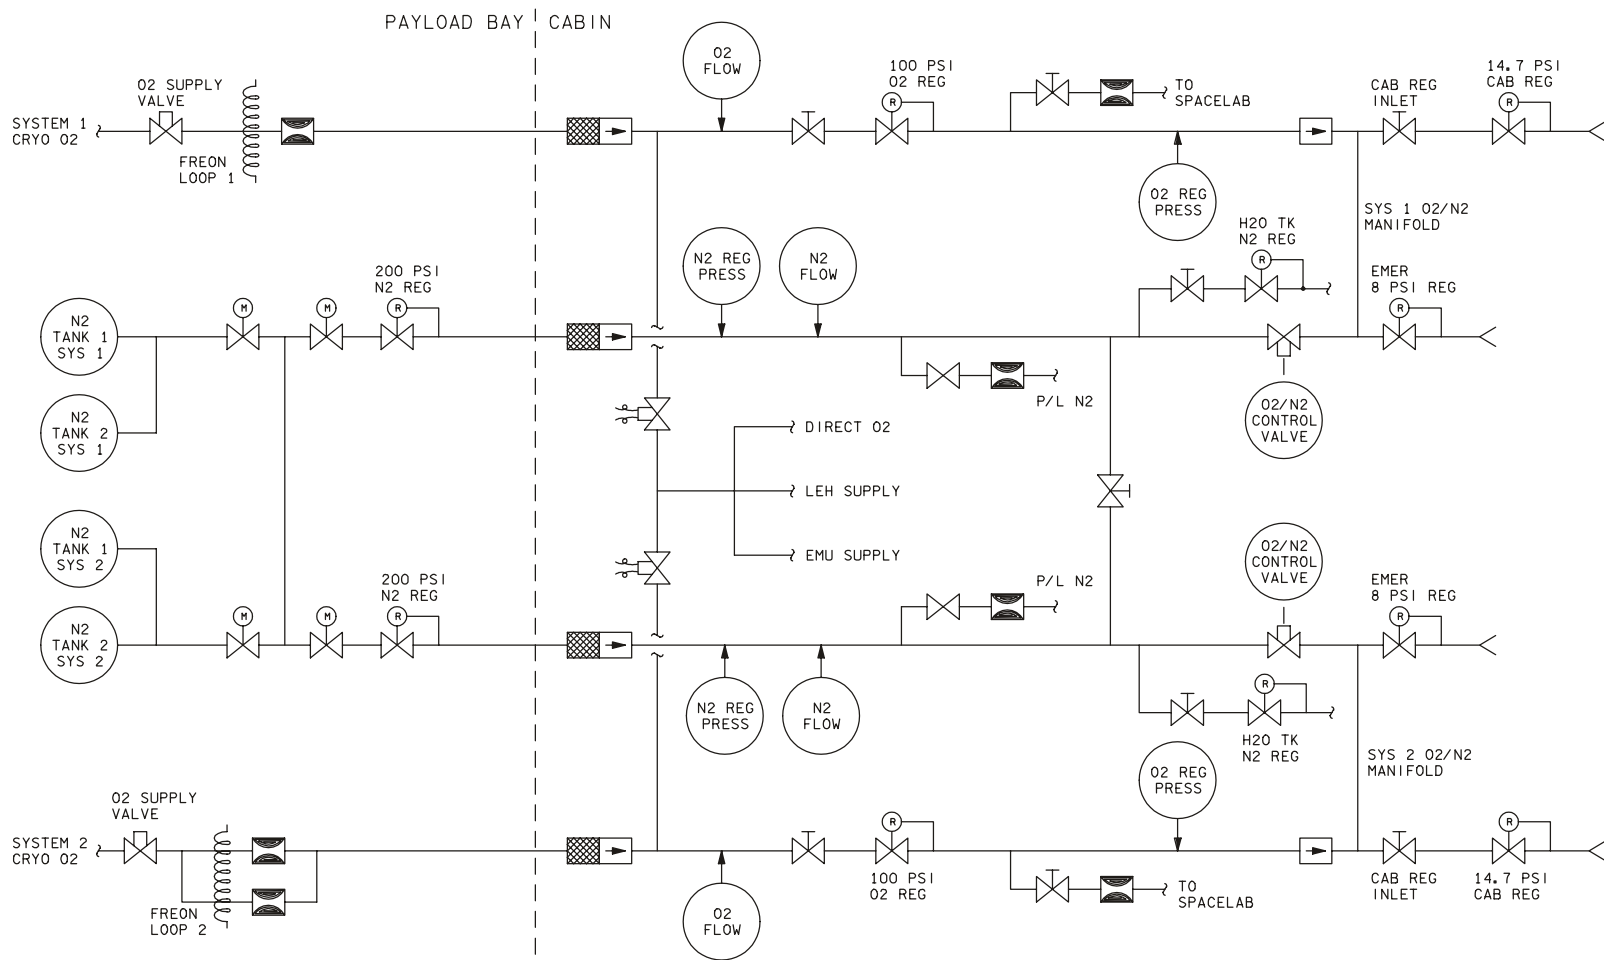 PAYLOAD BAY
CABIN
O2
FLOW
O2 SUPPLY
VALVE
100 PSI
O2 REG
TO
SPACELAB
CAB REG
INLET
14.7 PSI
CAB REG
R
R
SYSTEM 1
CRYO O2
FREON
LOOP 1
O2 REG
PRESS
SYS 1 O2/N2
MANIFOLD
H2O TK
N2 REG
R
N2 REG
PRESS
N2
FLOW
200 PSI
N2 REG
EMER
8 PSI REG
N2
TANK 1
SYS 1
M
M
R
R
P/L N2
N2
TANK 2
SYS 1
O2/N2
CONTROL
VALVE
DIRECT O2
LEH SUPPLY
EMU SUPPLY
N2
TANK 1
SYS 2
O2/N2
CONTROL
VALVE
200 PSI
N2 REG
P/L N2
EMER
8 PSI REG
N2
TANK 2
SYS 2
M
M
R
R
N2 REG
PRESS
N2
FLOW
R
H2O TK
N2 REG
SYS 2 O2/N2
MANIFOLD
O2 REG
PRESS
O2 SUPPLY
VALVE
R
R
SYSTEM 2
CRYO O2
FREON
LOOP 2
O2
FLOW
100 PSI
O2 REG
TO
SPACELAB
CAB REG
INLET
14.7 PSI
CAB REG